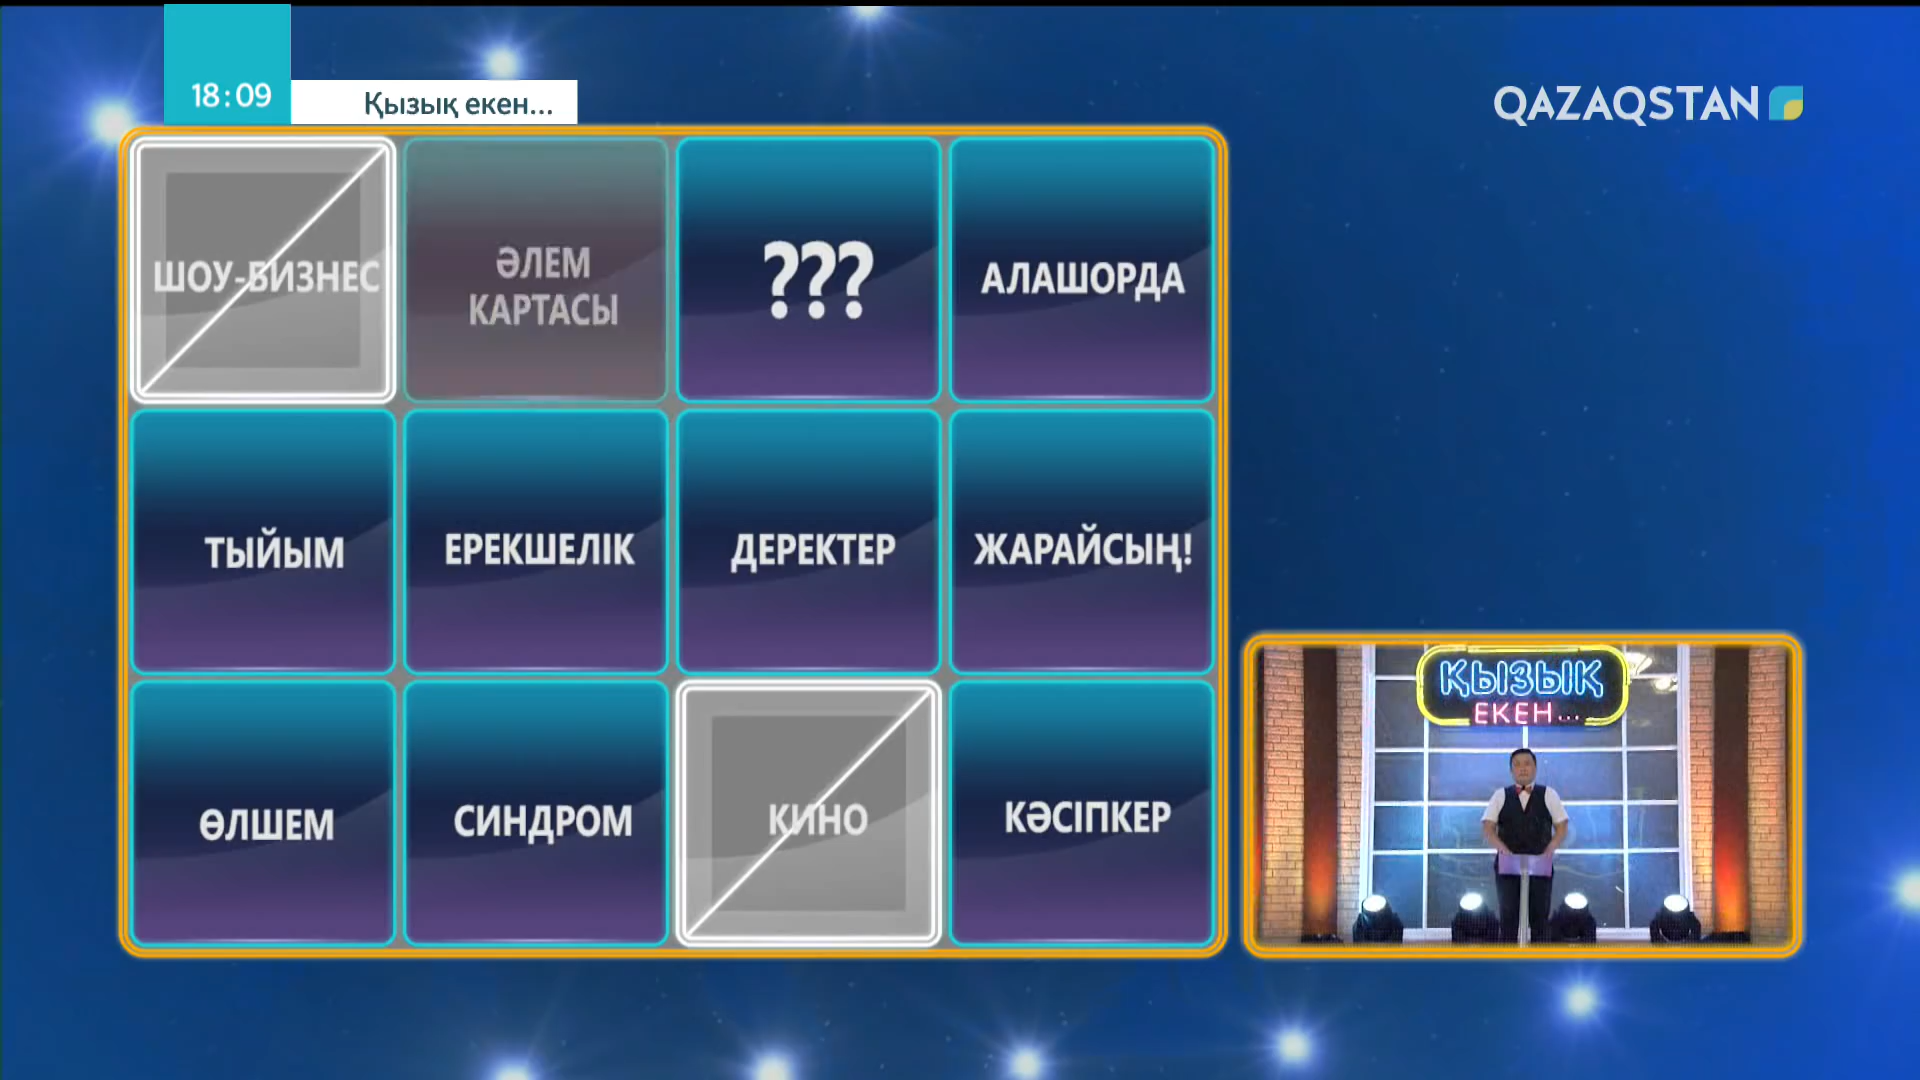 18:09
Қызық екен...
QAZAQSTAN
ШОУ-БИЗНЕС
ӘЛЕМ
КАРТАСЫ
???
АЛАШОРДА
ТЫЙЫМ
ЕРЕКШЕЛІК
ДЕРЕКТЕР
ЖАРАЙСЫҢ!
ӨЛШЕМ
СИНДРОМ
КИНО
КӘСІПКЕР
ҚЫЗЫҚ
ЕКЕН...